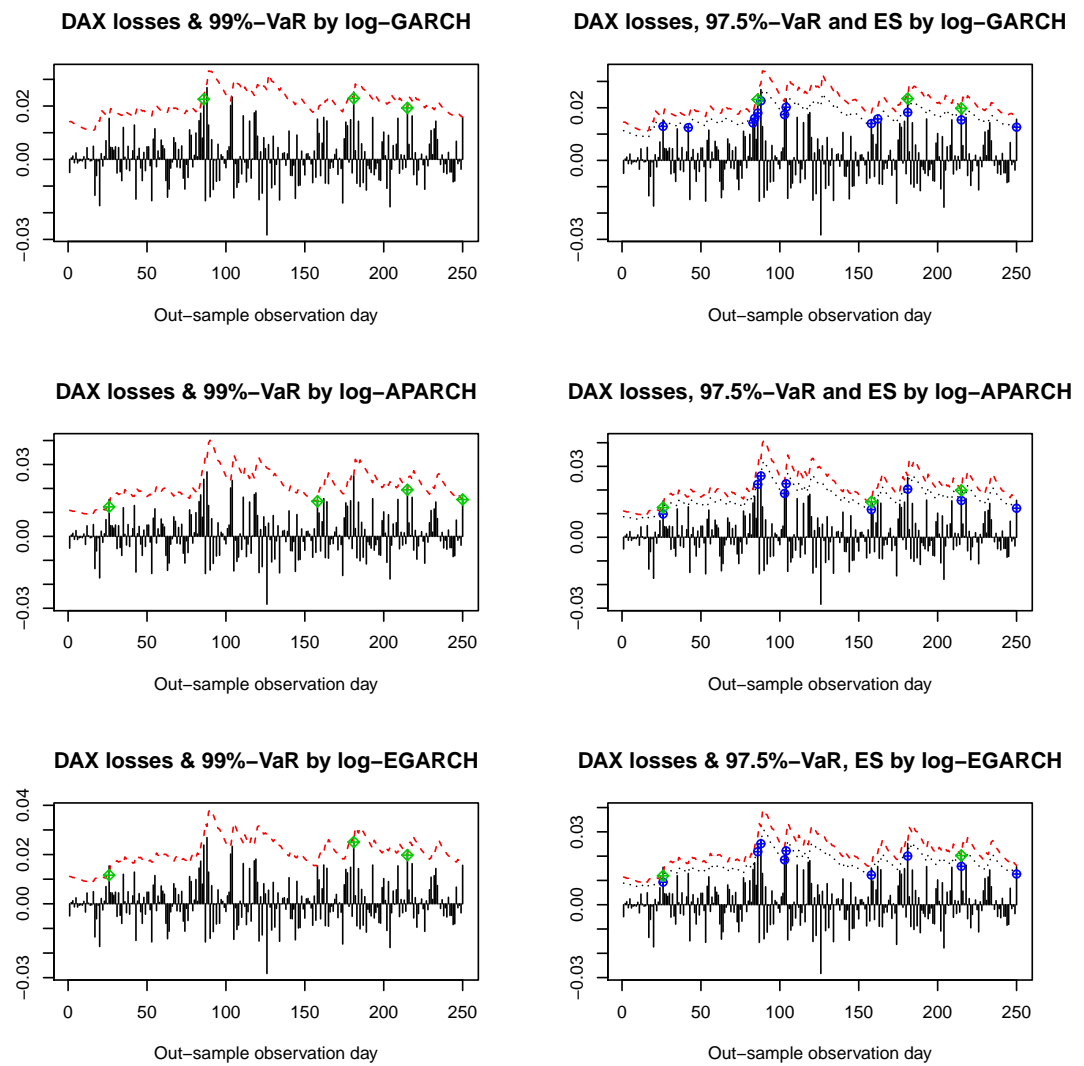 DAX losses & 99%−VaR by log−GARCH
DAX losses, 97.5%−VaR and ES by log−GARCH
0.02
0.00
−0.03
0 50 100 150 200 250
Out−sample observation day
0.02
0.00
−0.03
0 50 100 150 200 250
Out−sample observation day
DAX losses & 99%−VaR by log−APARCH
DAX losses, 97.5%−VaR and ES by log−APARCH
0.03
0.00
−0.03
0 50 100 150 200 250
Out−sample observation day
0.03
0.00
−0.03
0 50 100 150 200 250
Out−sample observation day
DAX losses & 99%−VaR by log−EGARCH
DAX losses & 97.5%−VaR, ES by log−EGARCH
0.04
0.02
0.00
−0.03
0 50 100 150 200 250
Out−sample observation day
0.03
0.00
−0.03
0 50 100 150 200 250
Out−sample observation day